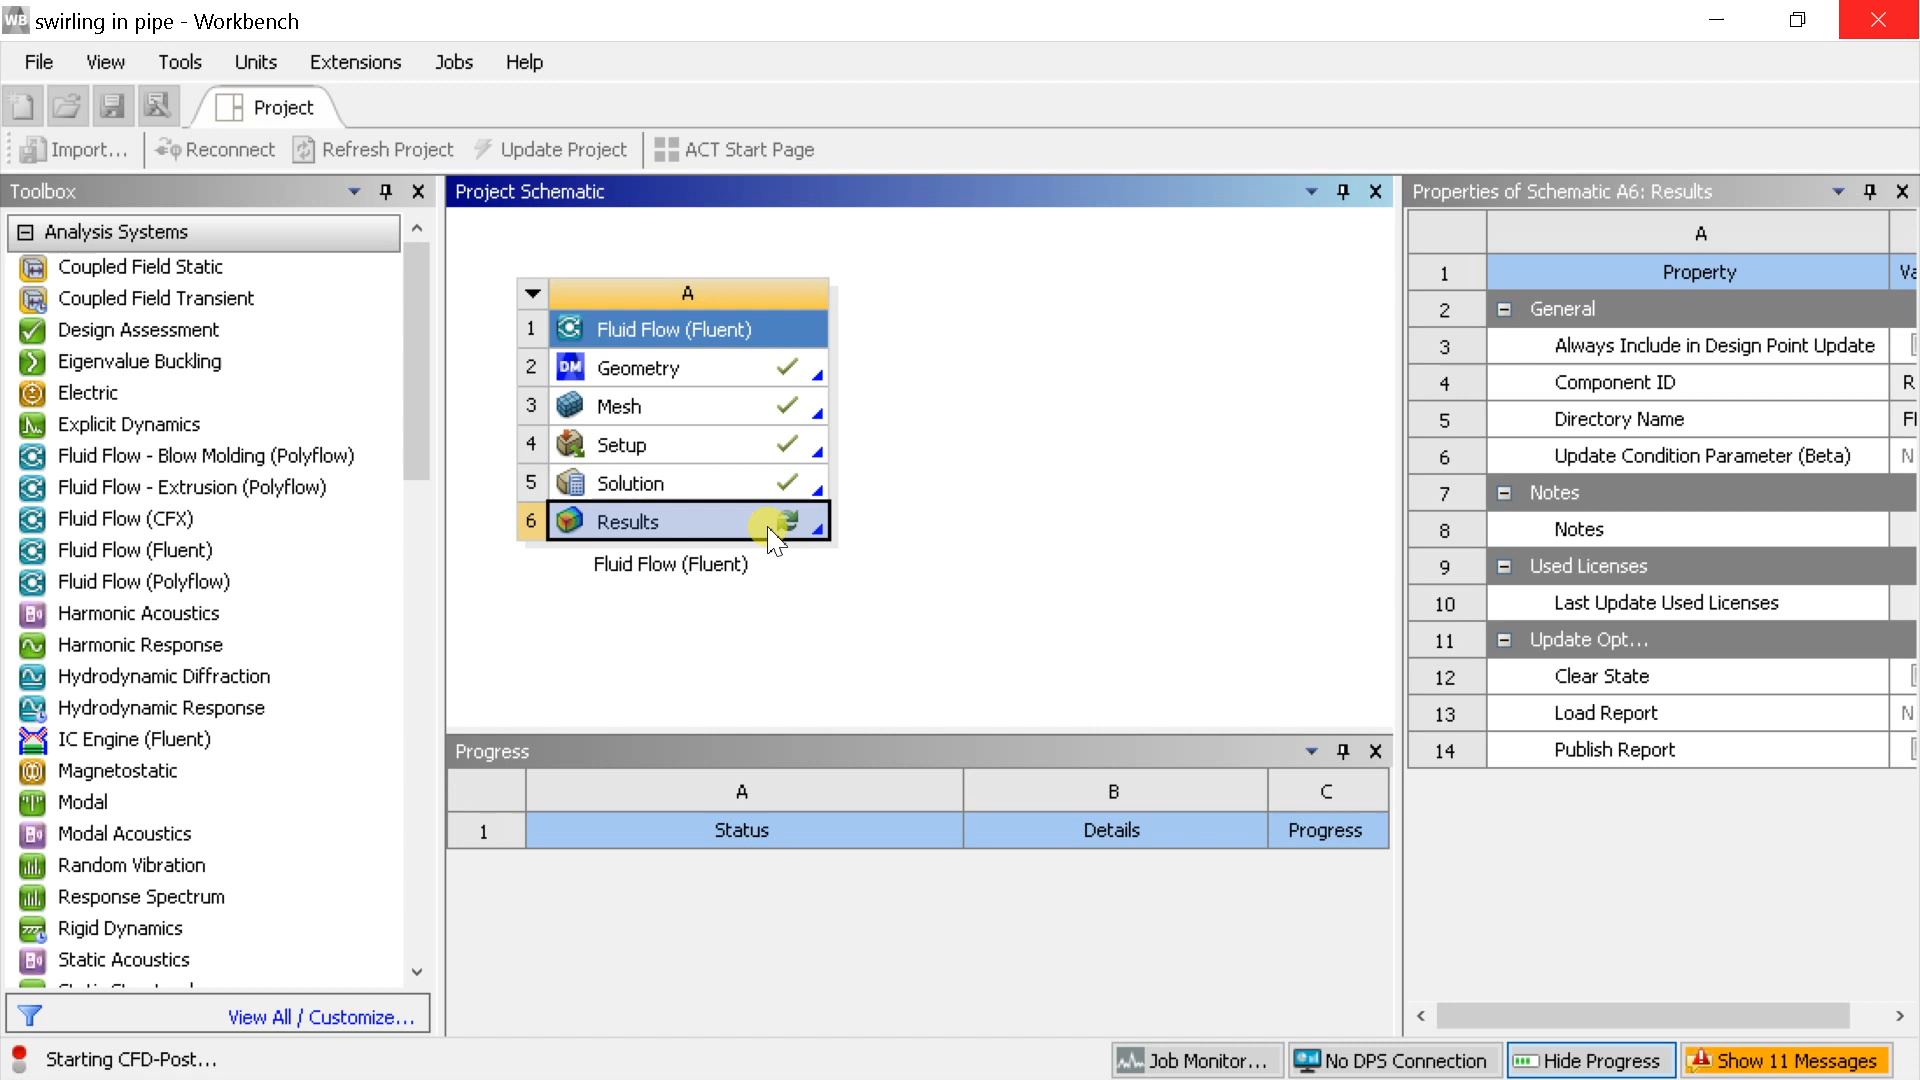 WB swirling in pipe - Workbench
File View Tools Units Extensions Jobs Help
Project
Import... Reconnect Refresh Project Update Project ACT Start Page
Toolbox
Analysis Systems
Coupled Field Static
Coupled Field Transient
Design Assessment
Eigenvalue Buckling
Electric
Explicit Dynamics
Fluid Flow - Blow Molding (Polyflow)
Fluid Flow - Extrusion (Polyflow)
Fluid Flow (CFX)
Fluid Flow (Fluent)
Fluid Flow (Polyflow)
Harmonic Acoustics
Harmonic Response
Hydrodynamic Diffraction
Hydrodynamic Response
IC Engine (Fluent)
Magnetostatic
Modal
Modal Acoustics
Random Vibration
Response Spectrum
Rigid Dynamics
Static Acoustics
View All / Customize...
Project Schematic
A
1 Fluid Flow (Fluent)
2 DM Geometry
3 Mesh
4 Setup
5 Solution
6 Results
Fluid Flow (Fluent)
Progress
A B C
1 Status Details Progress
Properties of Schematic A6: Results
A
1 Property
2 General
3 Always Include in Design Point Update
4 Component ID R
5 Directory Name Fl
6 Update Condition Parameter (Beta) N
7 Notes
8 Notes
9 Used Licenses
10 Last Update Used Licenses
11 Update Opt...
12 Clear State
13 Load Report N
14 Publish Report
Starting CFD-Post...
Job Monitor... No DPS Connection Hide Progress Show 11 Messages